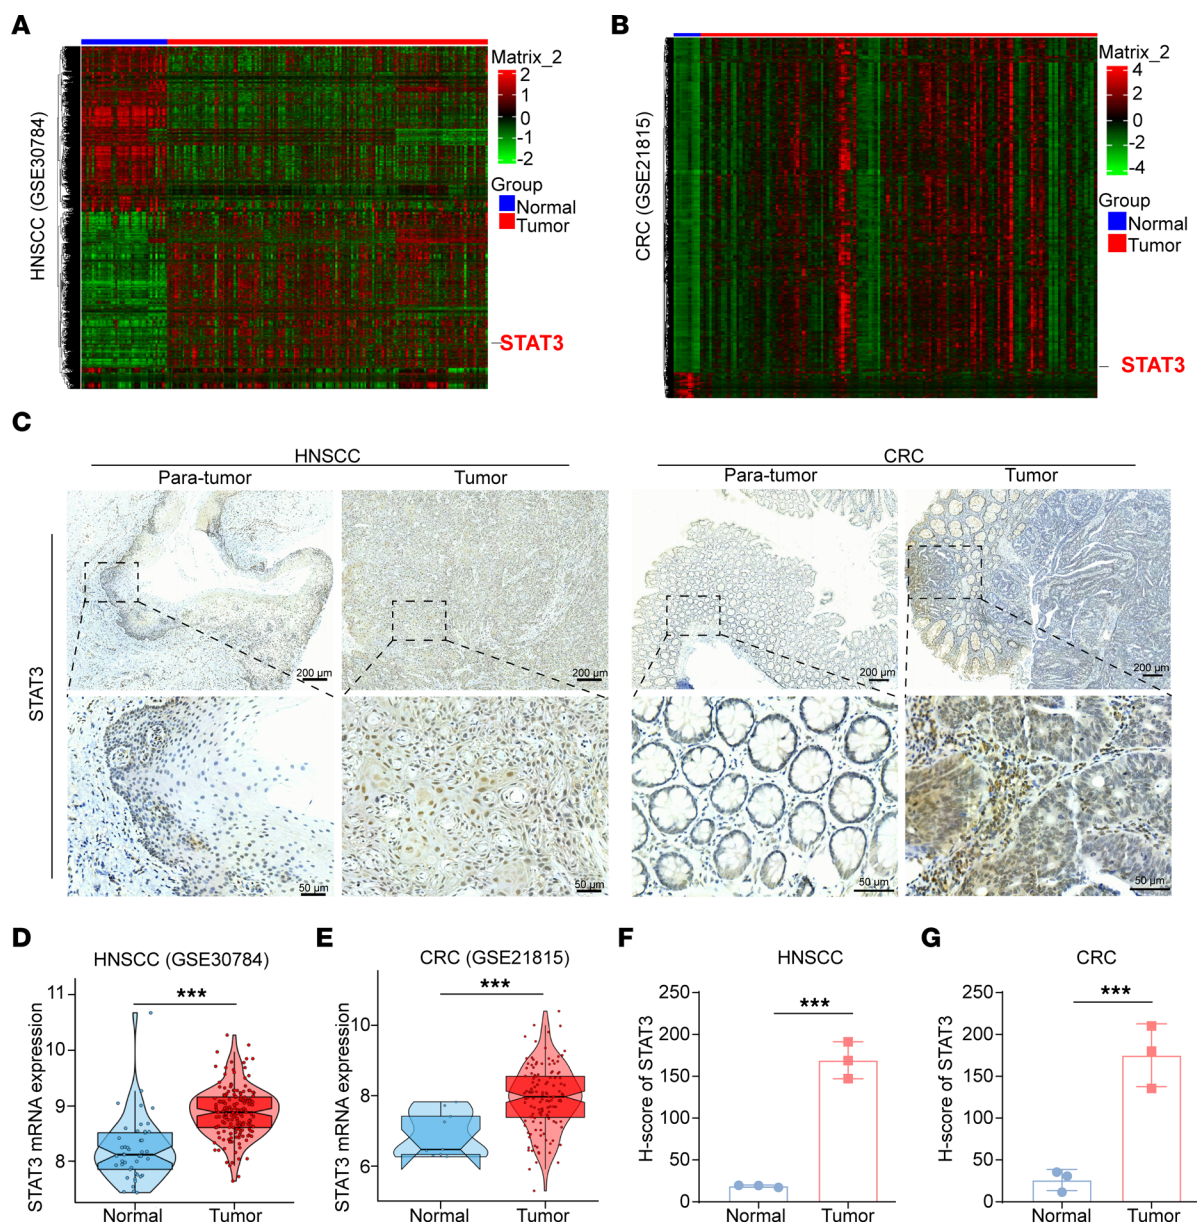 A
HNSCC (GSE30784)
Matrix_2
2
1
0
-1
-2
Group
Normal
Tumor
STAT3
B
CRC (GSE21815)
Matrix_2
4
2
0
-2
-4
Group
Normal
Tumor
STAT3
C
HNSCC
Para-tumor
Tumor
CRC
Para-tumor
Tumor
STAT3
200 µm
200 µm
200 µm
200 µm
50 µm
50 µm
50 µm
50 µm
D
HNSCC (GSE30784)
STAT3 mRNA expression
11
10
9
8
***
Normal
Tumor
E
CRC (GSE21815)
STAT3 mRNA expression
10
8
6
***
Normal
Tumor
F
HNSCC
H-score of STAT3
250
200
150
100
50
0
***
Normal
Tumor
G
CRC
H-score of STAT3
250
200
150
100
50
0
***
Normal
Tumor